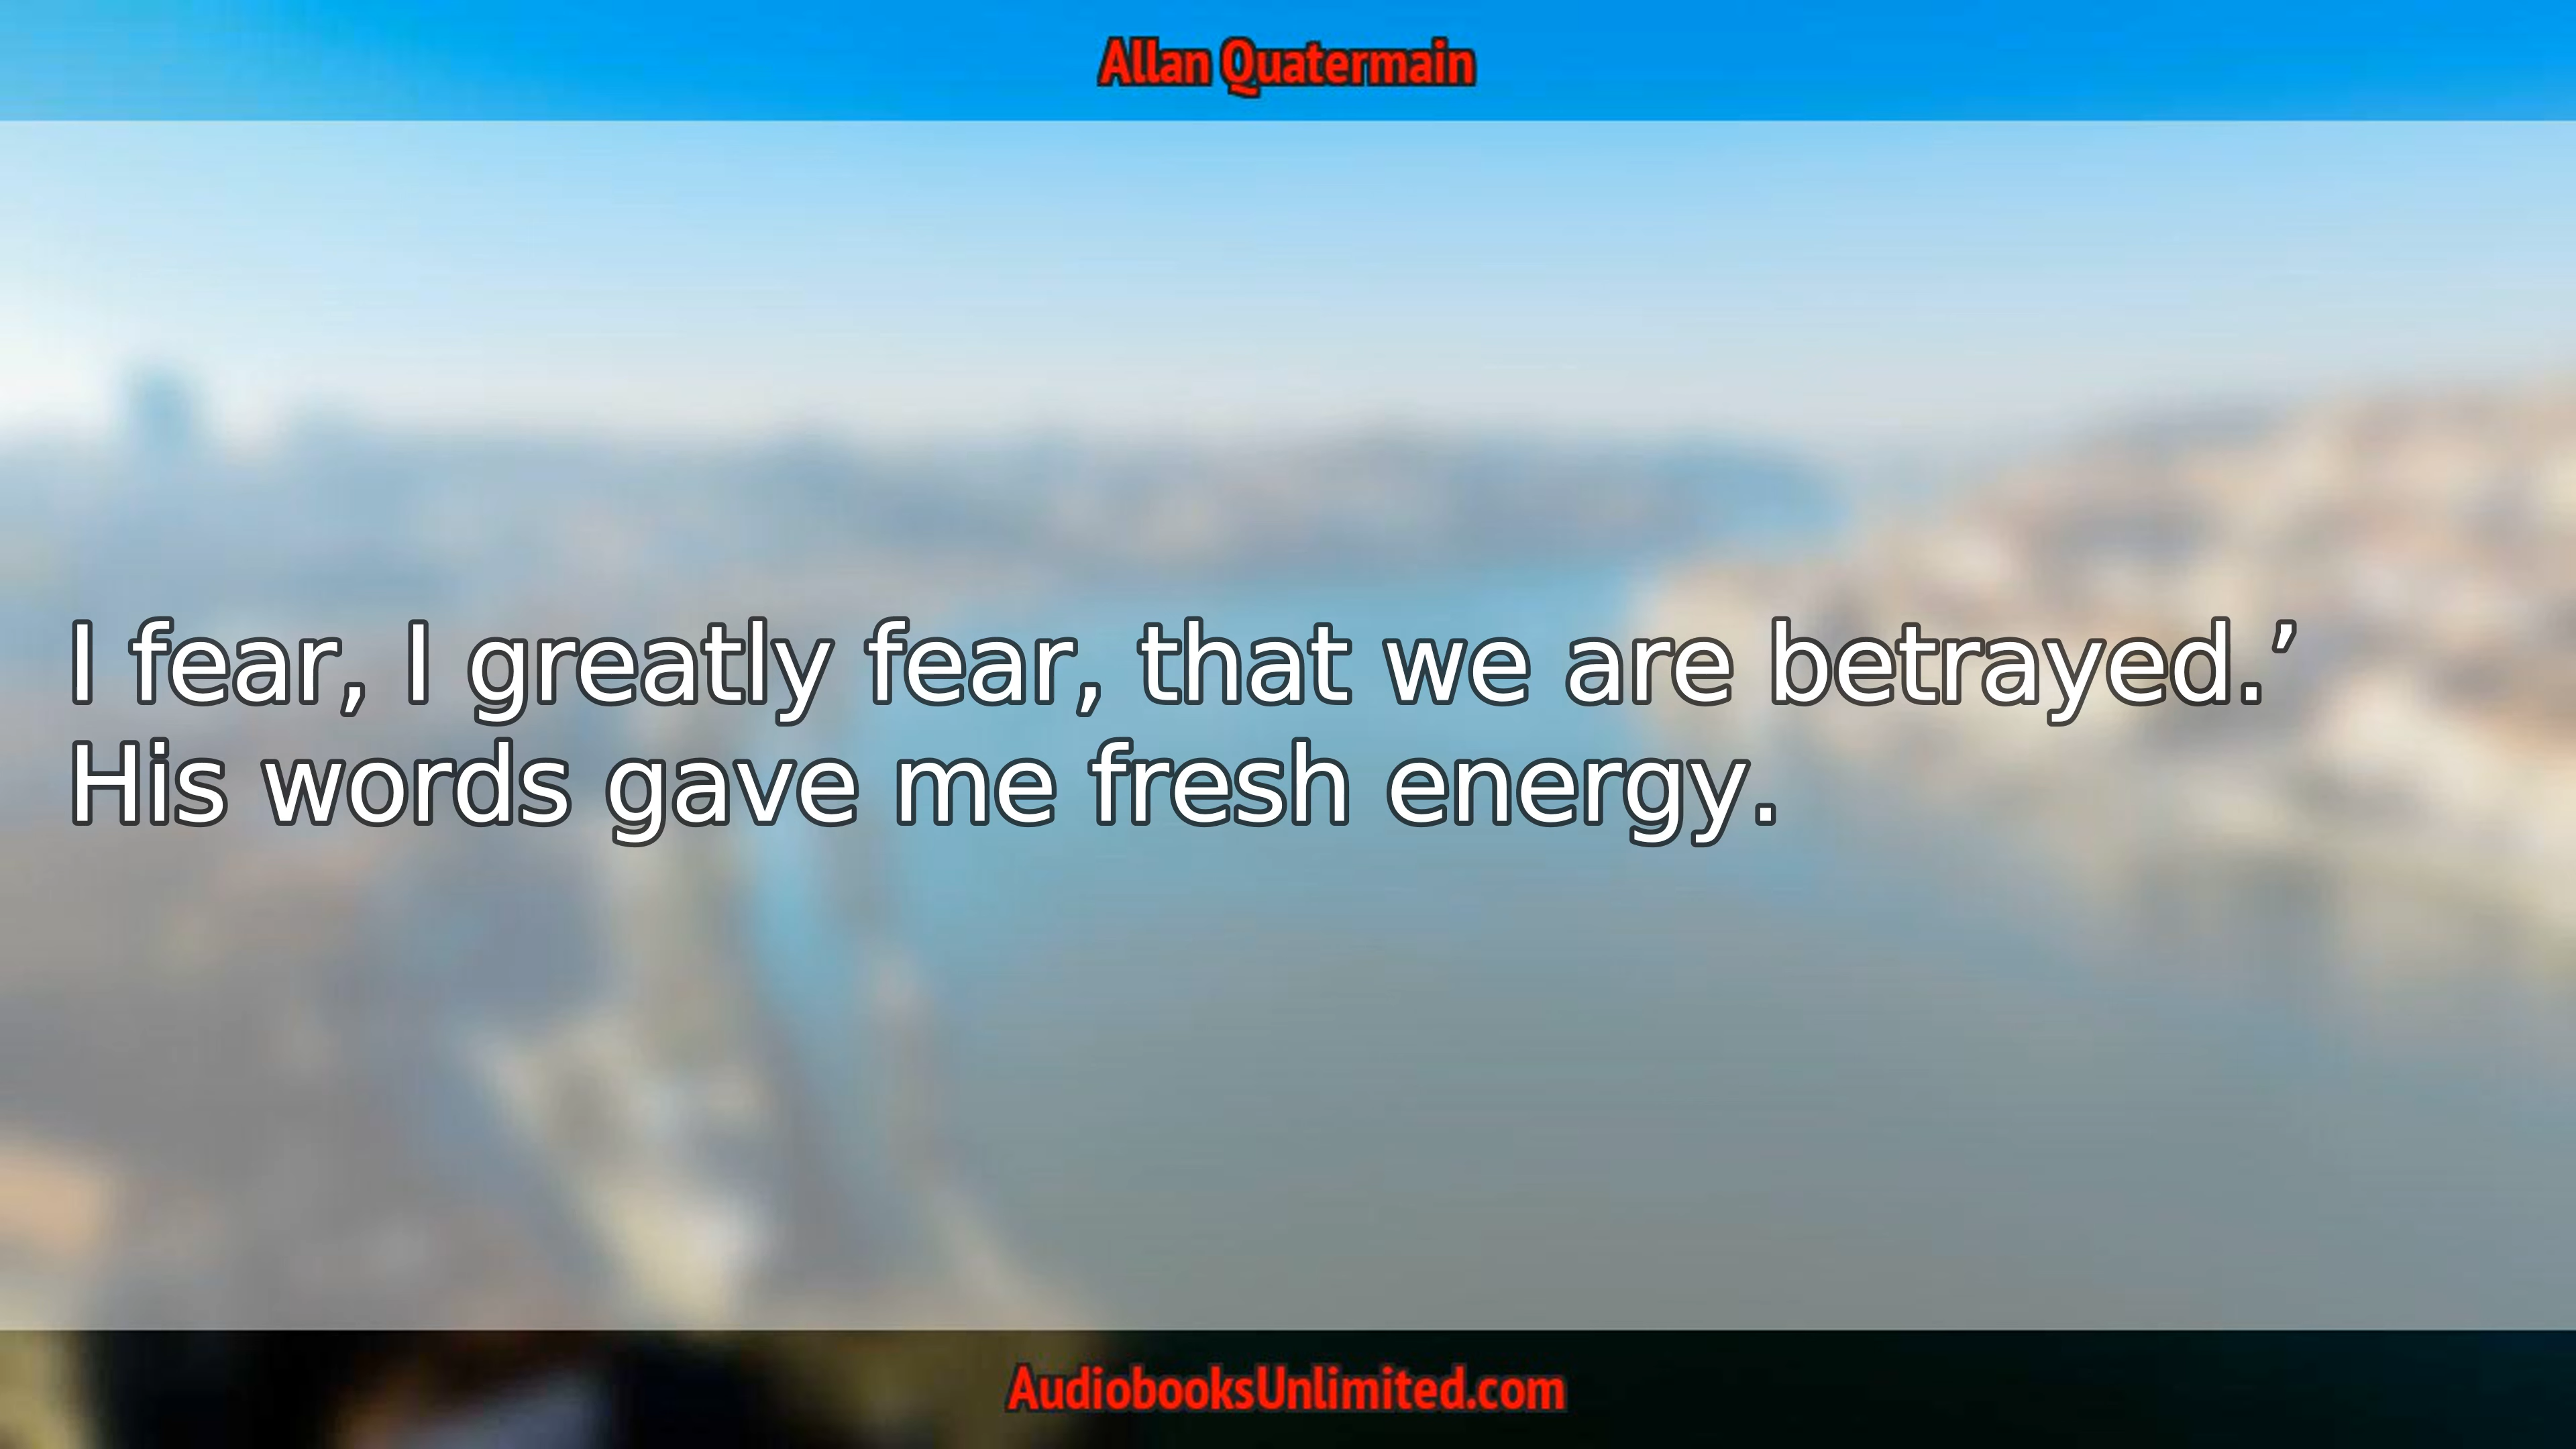 Allan Quatermain
I fear, I greatly fear, that we are betrayed.’
His words gave me fresh energy.
AudiobooksUnlimited.com